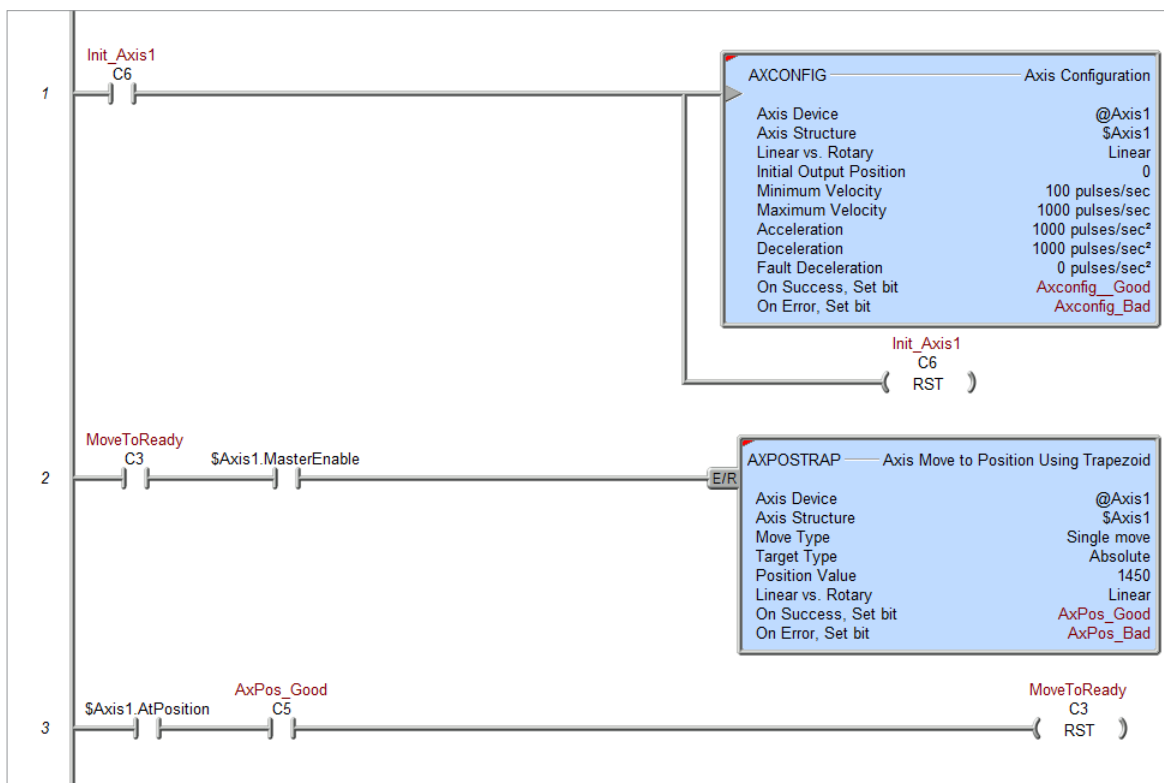 Init_Axis1
C6
1
AXCONFIG Axis Configuration
Axis Device @Axis1
Axis Structure $Axis1
Linear vs. Rotary Linear
Initial Output Position 0
Minimum Velocity 100 pulses/sec
Maximum Velocity 1000 pulses/sec
Acceleration 1000 pulses/sec²
Deceleration 1000 pulses/sec²
Fault Deceleration 0 pulses/sec²
On Success, Set bit Axconfig__Good
On Error, Set bit Axconfig_Bad
Init_Axis1
C6
RST
MoveToReady
C3 $Axis1.MasterEnable
2
E/R
AXPOSTRAP Axis Move to Position Using Trapezoid
Axis Device @Axis1
Axis Structure $Axis1
Move Type Single move
Target Type Absolute
Position Value 1450
Linear vs. Rotary Linear
On Success, Set bit AxPos_Good
On Error, Set bit AxPos_Bad
AxPos_Good MoveToReady
$Axis1.AtPosition C5 C3
3 RST